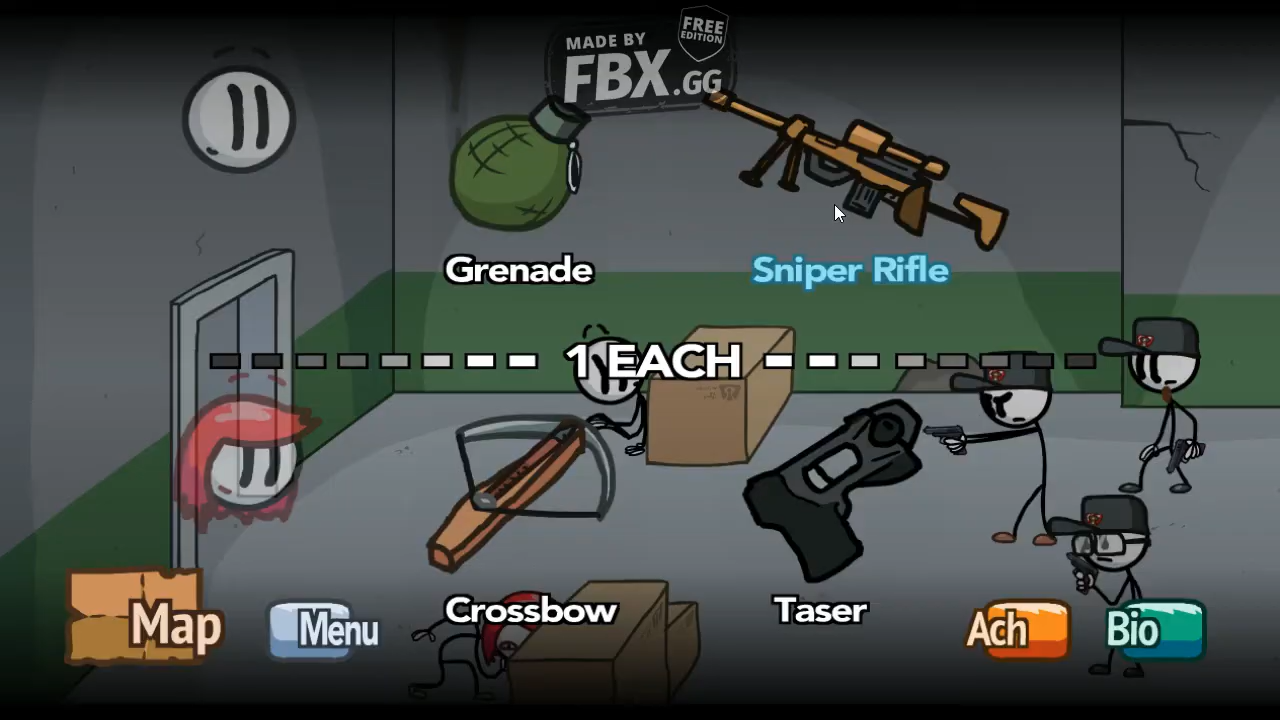 MADE BY
FREE
EDITION
FBX.GG
Grenade
Sniper Rifle
1 EACH
Crossbow
Taser
Map
Menu
Ach
Bio